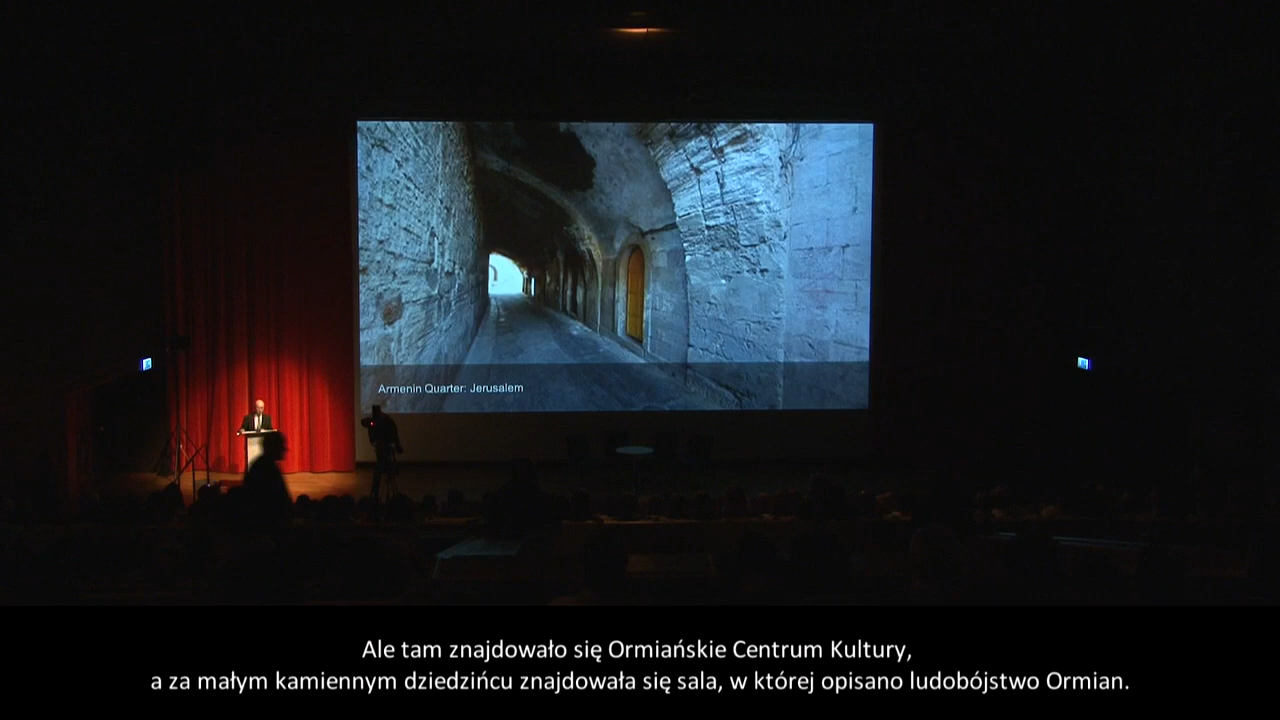 Armenin Quarter: Jerusalem
Ale tam znajdowało się Ormiańskie Centrum Kultury,
a za małym kamiennym dziedzińcu znajdowała się sala, w której opisano ludobójstwo Ormian.